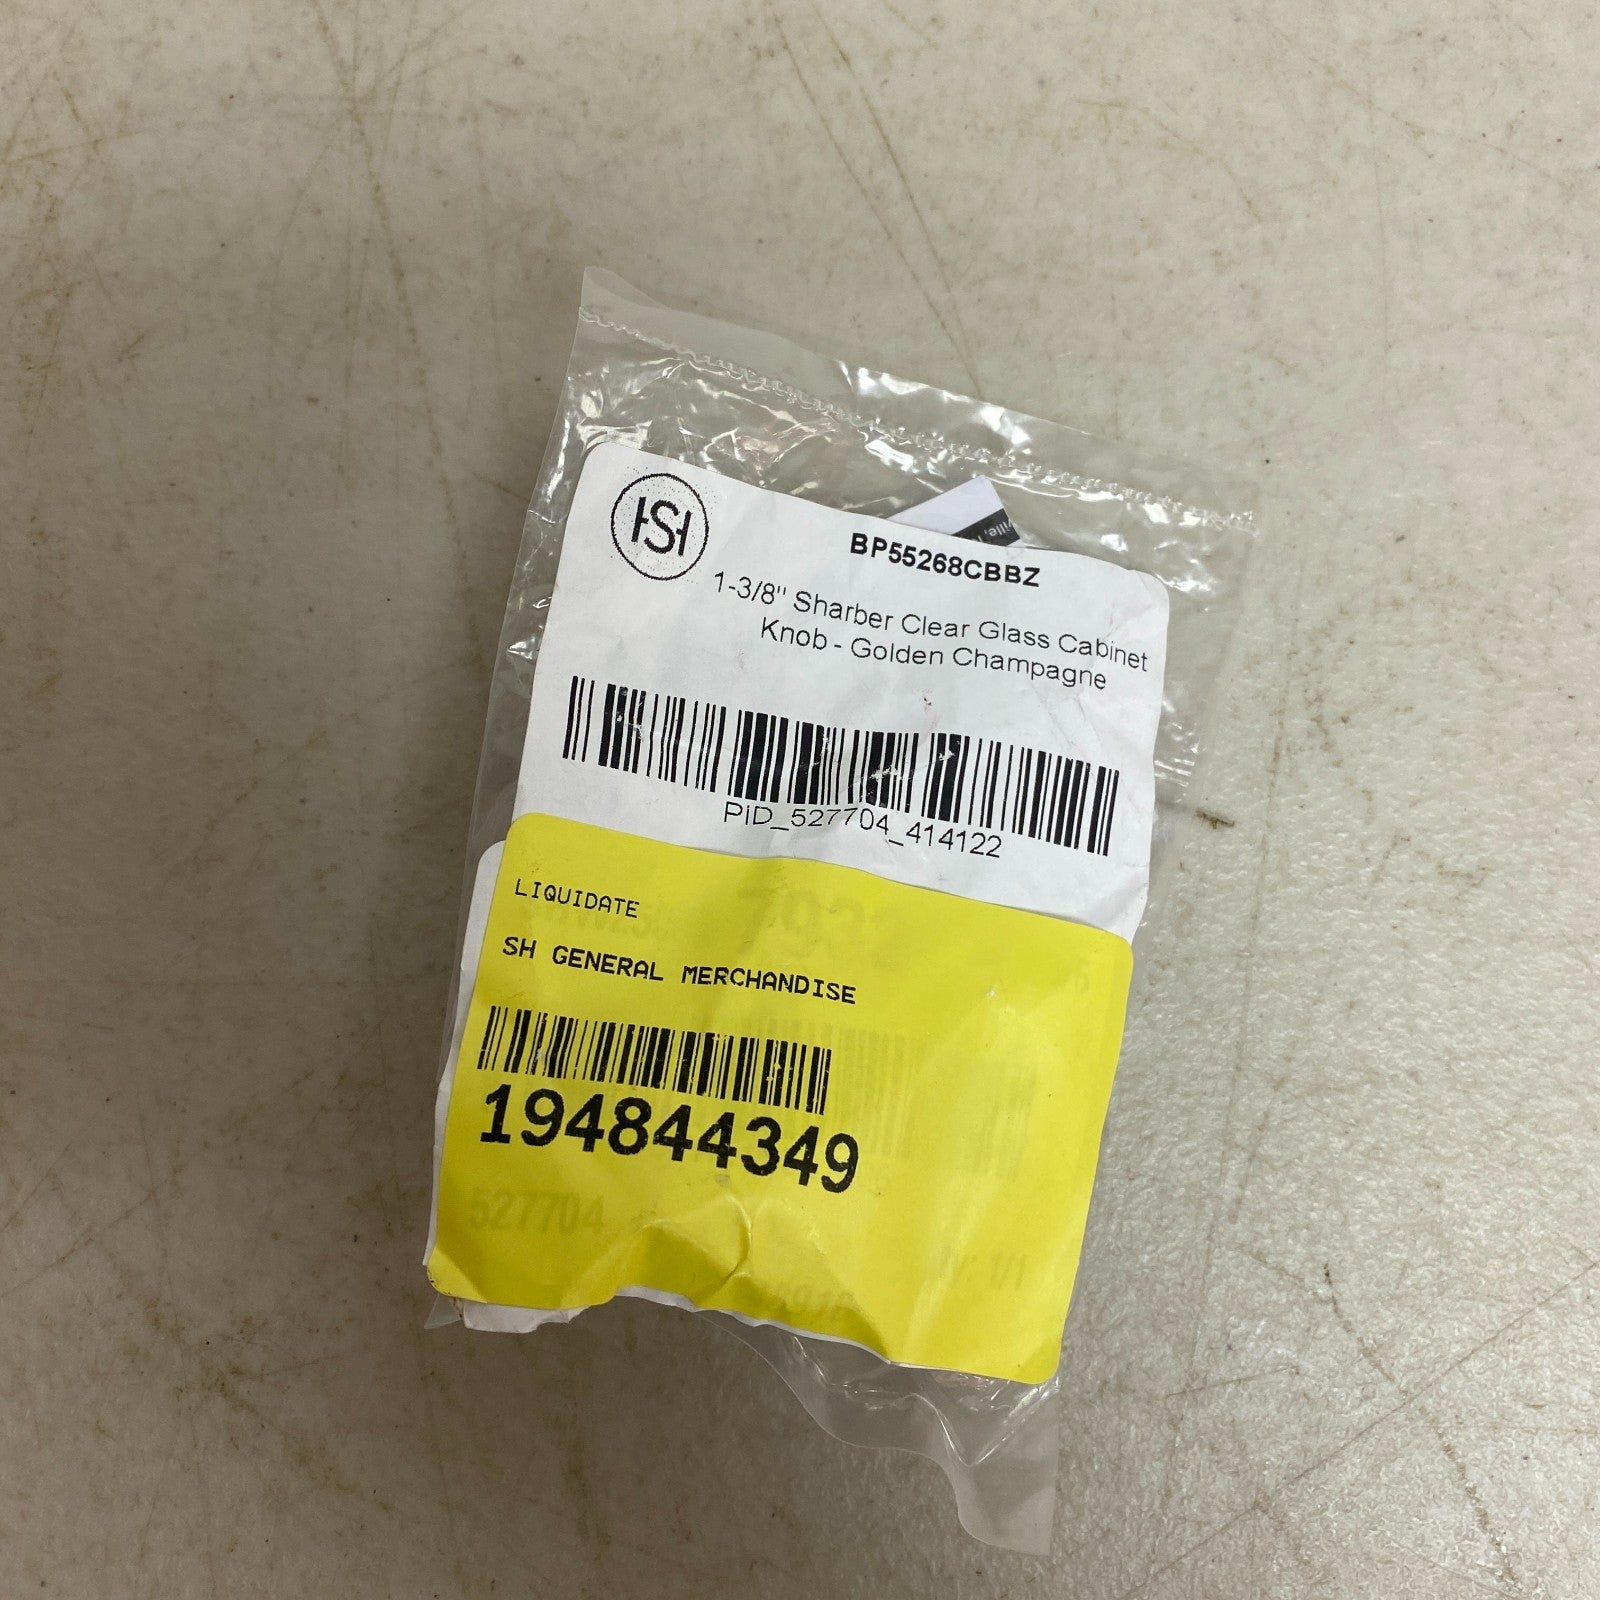 HSH
BP55268CBBZ
1-3/8" Sharber Clear Glass Cabinet
Knob - Golden Champagne
PID_527704_414122
LIQUIDATE
SH GENERAL MERCHANDISE
194844349
527704